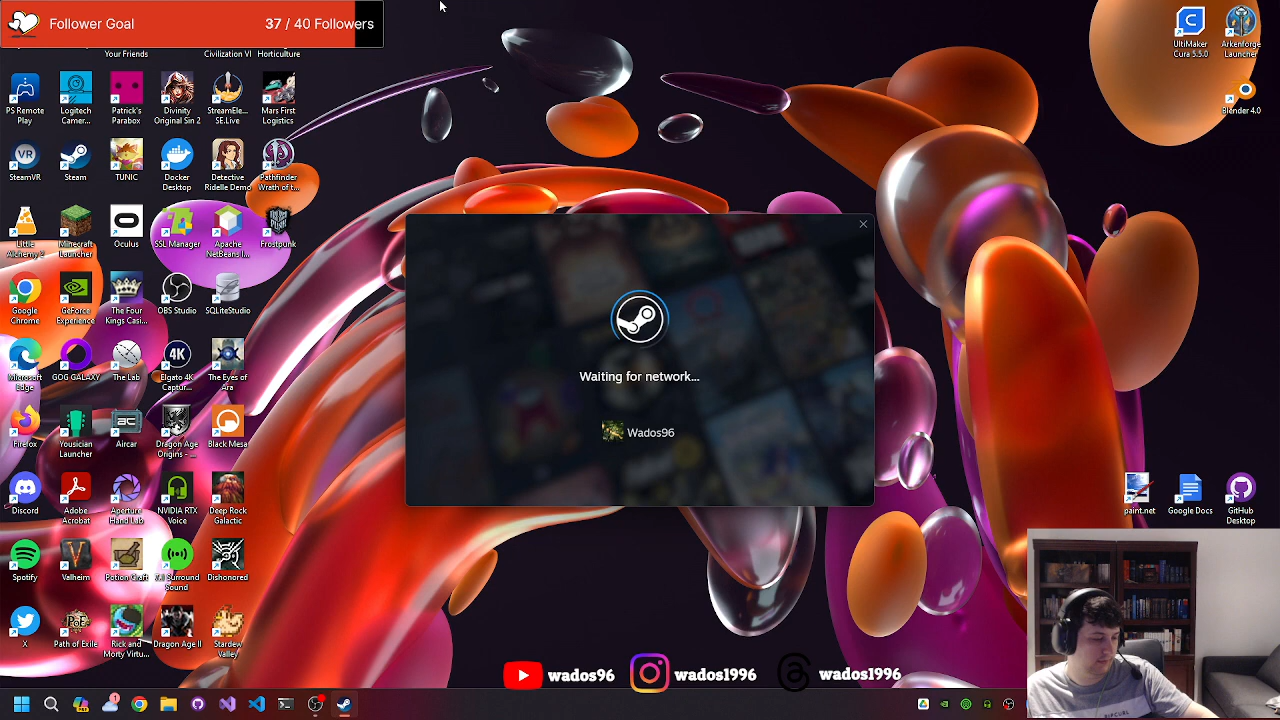 Follower Goal 37 / 40 Followers
Your Friends
Civilization VI
Horticulture
PS Remote Play
Logitech Camer...
Patrick's Parabox
Divinity Original Sin 2
StreamEle... SE.Live
Mars First Logistics
SteamVR
Steam
TUNIC
Docker Desktop
Detective Ridelle Demo
Pathfinder Wrath of t...
Little Alchemy 2
Minecraft Launcher
Oculus
SSL Manager
Apache NetBeans I...
Frostpunk
Google Chrome
GeForce Experience
The Four Kings Casi...
OBS Studio
SQLiteStudio
Microsoft Edge
GOG GALAXY
The Lab
Elgato 4K Captur...
The Eyes of Ara
Firefox
Yousician Launcher
Aircar
Dragon Age Origins - ...
Black Mesa
Discord
Adobe Acrobat
Aperture Hand Lab
NVIDIA RTX Voice
Deep Rock Galactic
Spotify
Valheim
Potion Craft
7.1 Surround Sound
Dishonored
X
Path of Exile
Rick and Morty Virtu...
Dragon Age II
Stardew Valley
UltiMaker Cura 5.5.0
Arkenforge Launcher
Blender 4.0
Waiting for network...
Wados96
paint.net
Google Docs
GitHub Desktop
wados96
wados1996
wados1996
RIP CURL